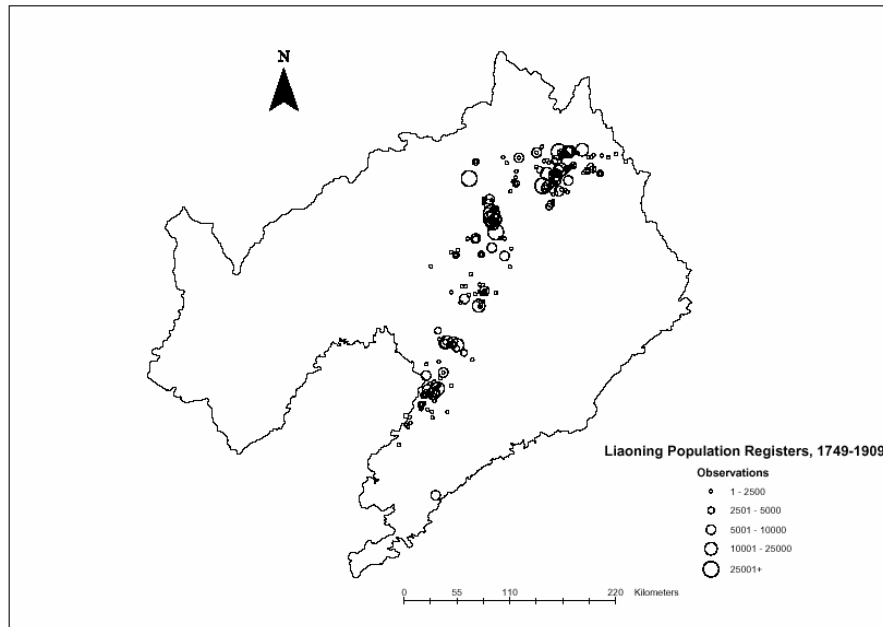 N
Liaoning Population Registers, 1749-1909
Observations
1 - 2500
2501 - 5000
5001 - 10000
10001 - 25000
25001+
0 55 110 220 Kilometers